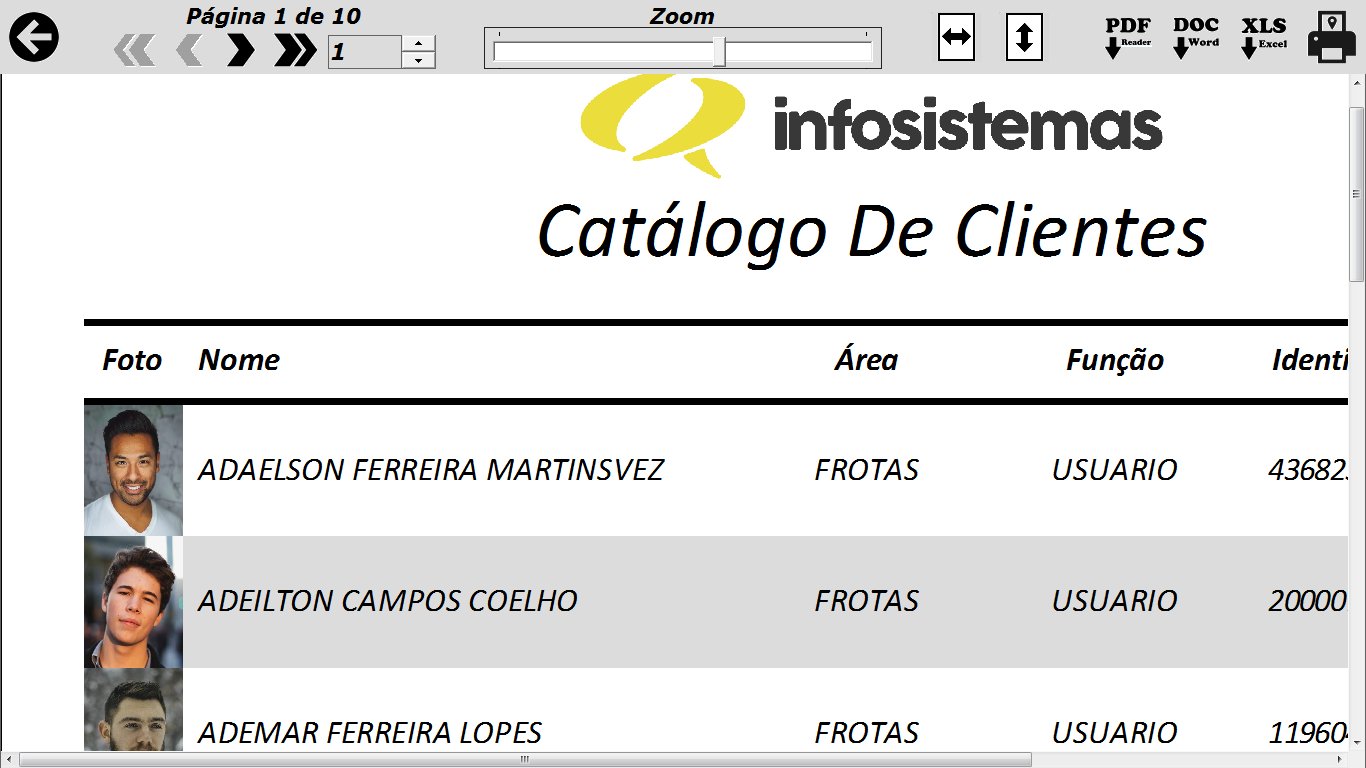 Página 1 de 10
Zoom
1
PDF
Reader
DOC
Word
XLS
Excel
infosistemas
Catálogo De Clientes
Foto Nome Área Função Identi
ADAELSON FERREIRA MARTINSVEZ FROTAS USUARIO 43682
ADEILTON CAMPOS COELHO FROTAS USUARIO 20000
ADEMAR FERREIRA LOPES FROTAS USUARIO 11960